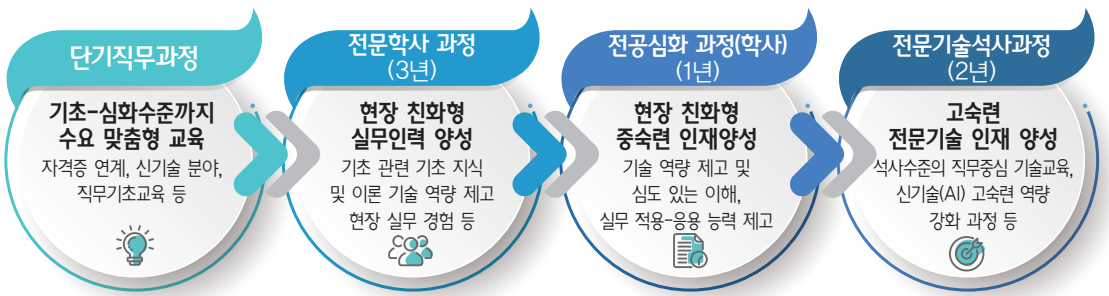 단기직무과정
기초-심화수준까지
수요 맞춤형 교육
자격증 연계, 신기술 분야,
직무기초교육 등
전문학사 과정
(3년)
현장 친화형
실무인력 양성
기초 관련 기초 지식
및 이론 기술 역량 제고
현장 실무 경험 등
전공심화 과정(학사)
(1년)
현장 친화형
중숙련 인재양성
기술 역량 제고 및
심도 있는 이해,
실무 적용-응용 능력 제고
전문기술석사과정
(2년)
고숙련
전문기술 인재 양성
석사수준의 직무중심 기술교육,
신기술(AI) 고숙련 역량
강화 과정 등